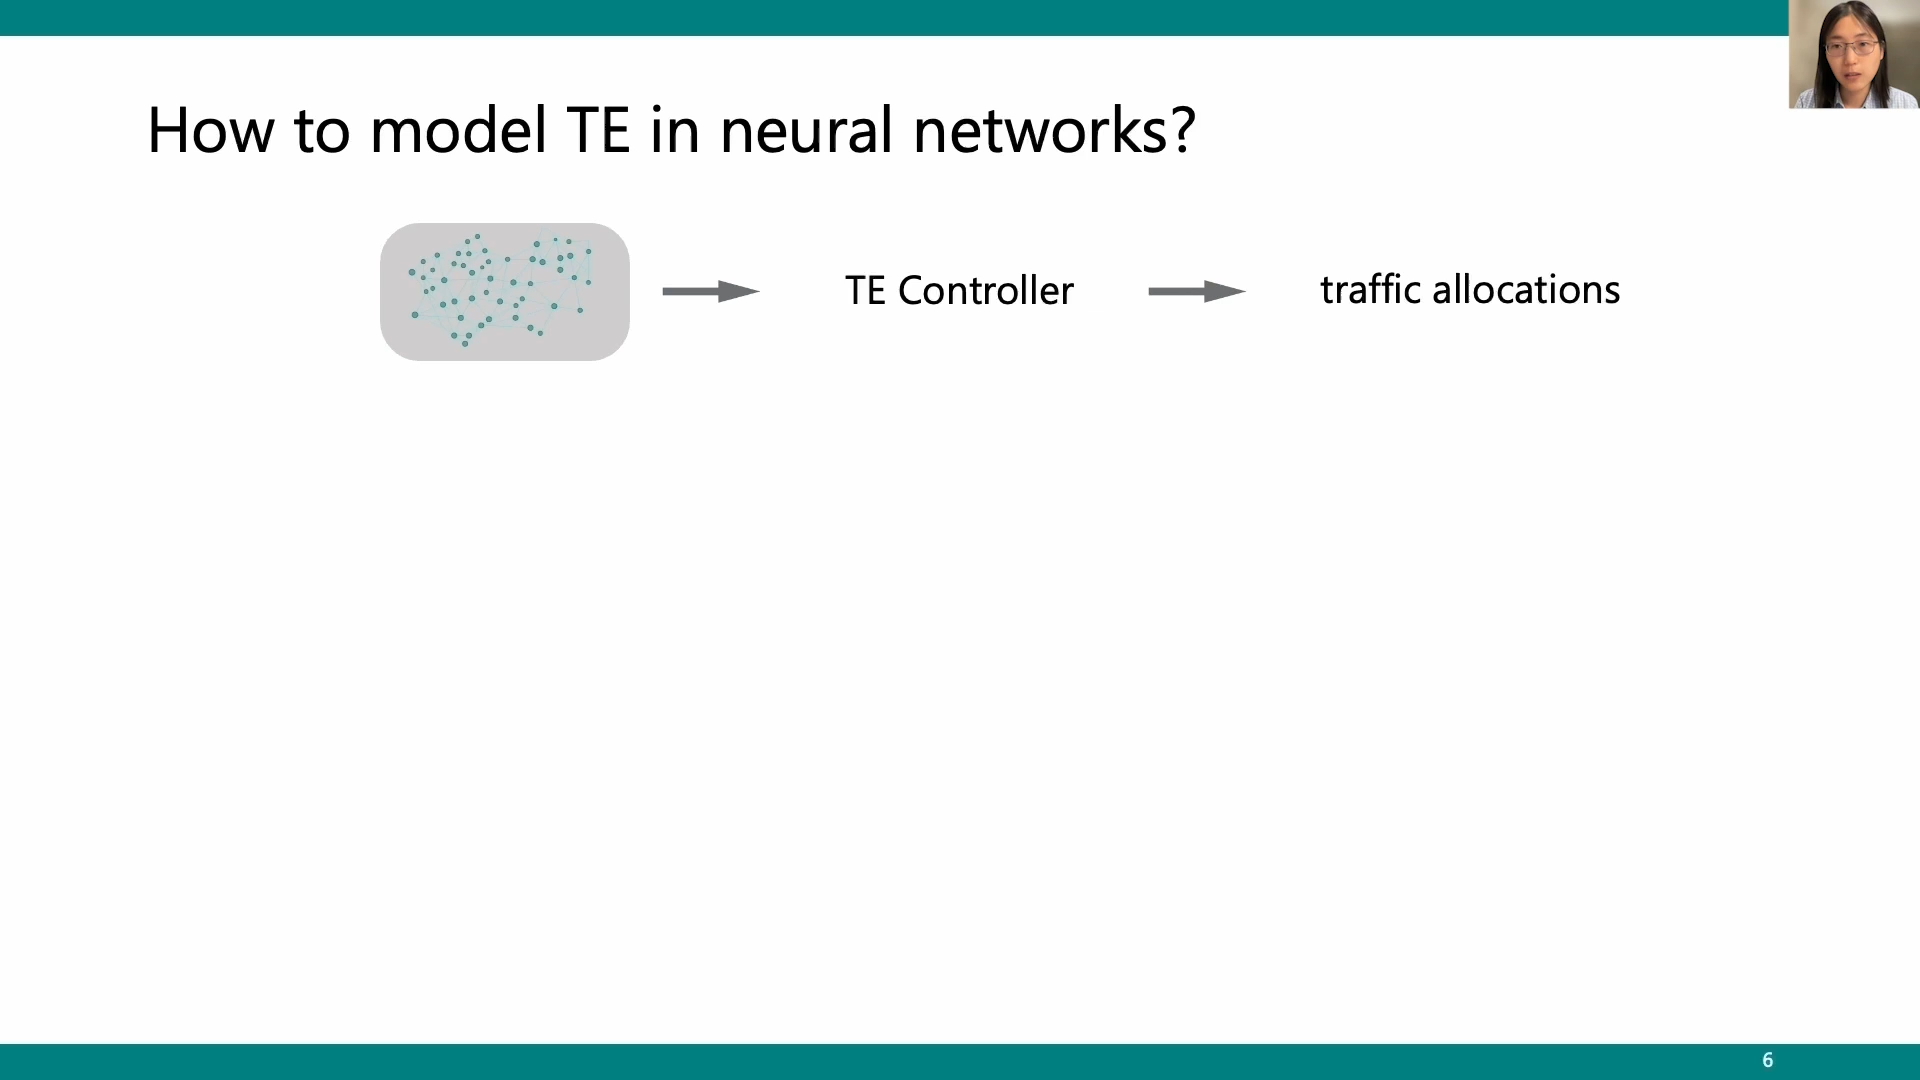 How to model TE in neural networks?
TE Controller
traffic allocations
6